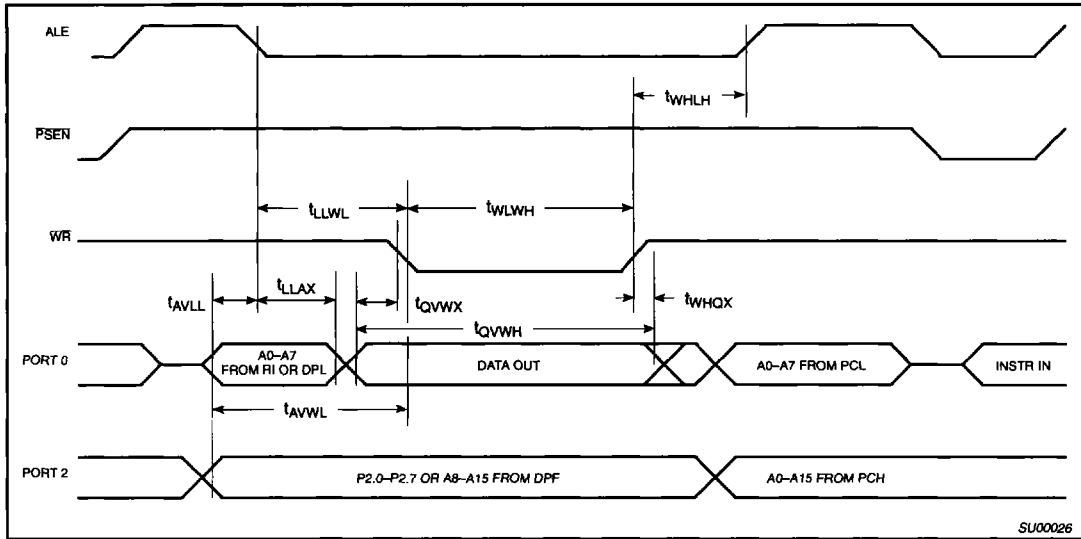 ALE
tWHLH
PSEN
tLLWL
tWLWH
WR
tAVLL
tLLAX
tQVWX
tWHQX
tQVWH
PORT 0
A0–A7
FROM RI OR DPL
DATA OUT
A0–A7 FROM PCL
INSTR IN
tAVWL
PORT 2
P2.0–P2.7 OR A8–A15 FROM DPF
A0–A15 FROM PCH
SU00026